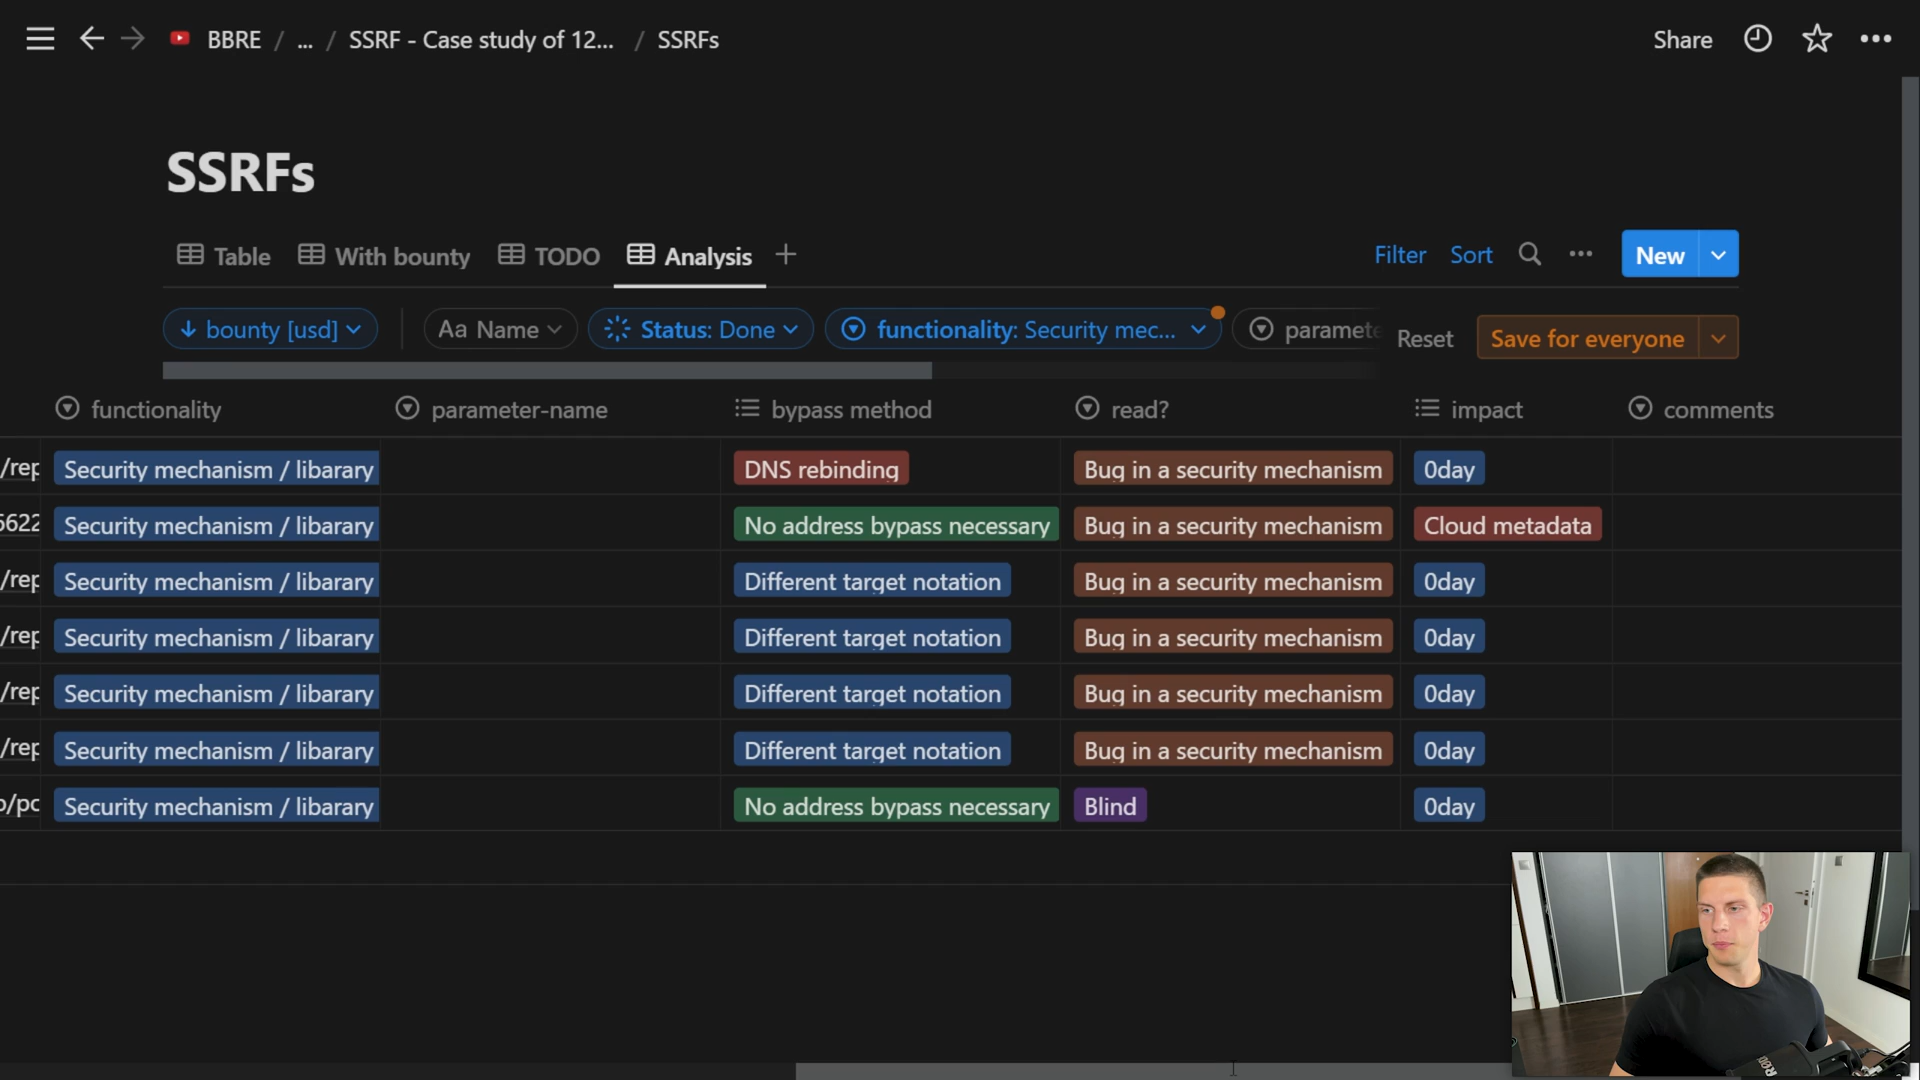 BBRE / ... / SSRF - Case study of 12... / SSRFs
Share
SSRFs
Table With bounty TODO Analysis
Filter Sort New
bounty [usd] Aa Name Status: Done functionality: Security mec... paramete Reset Save for everyone
functionality parameter-name bypass method read? impact comments
/rep Security mechanism / libarary DNS rebinding Bug in a security mechanism 0day
5622 Security mechanism / libarary No address bypass necessary Bug in a security mechanism Cloud metadata
/rep Security mechanism / libarary Different target notation Bug in a security mechanism 0day
/rep Security mechanism / libarary Different target notation Bug in a security mechanism 0day
/rep Security mechanism / libarary Different target notation Bug in a security mechanism 0day
/rep Security mechanism / libarary Different target notation Bug in a security mechanism 0day
o/po Security mechanism / libarary No address bypass necessary Blind 0day